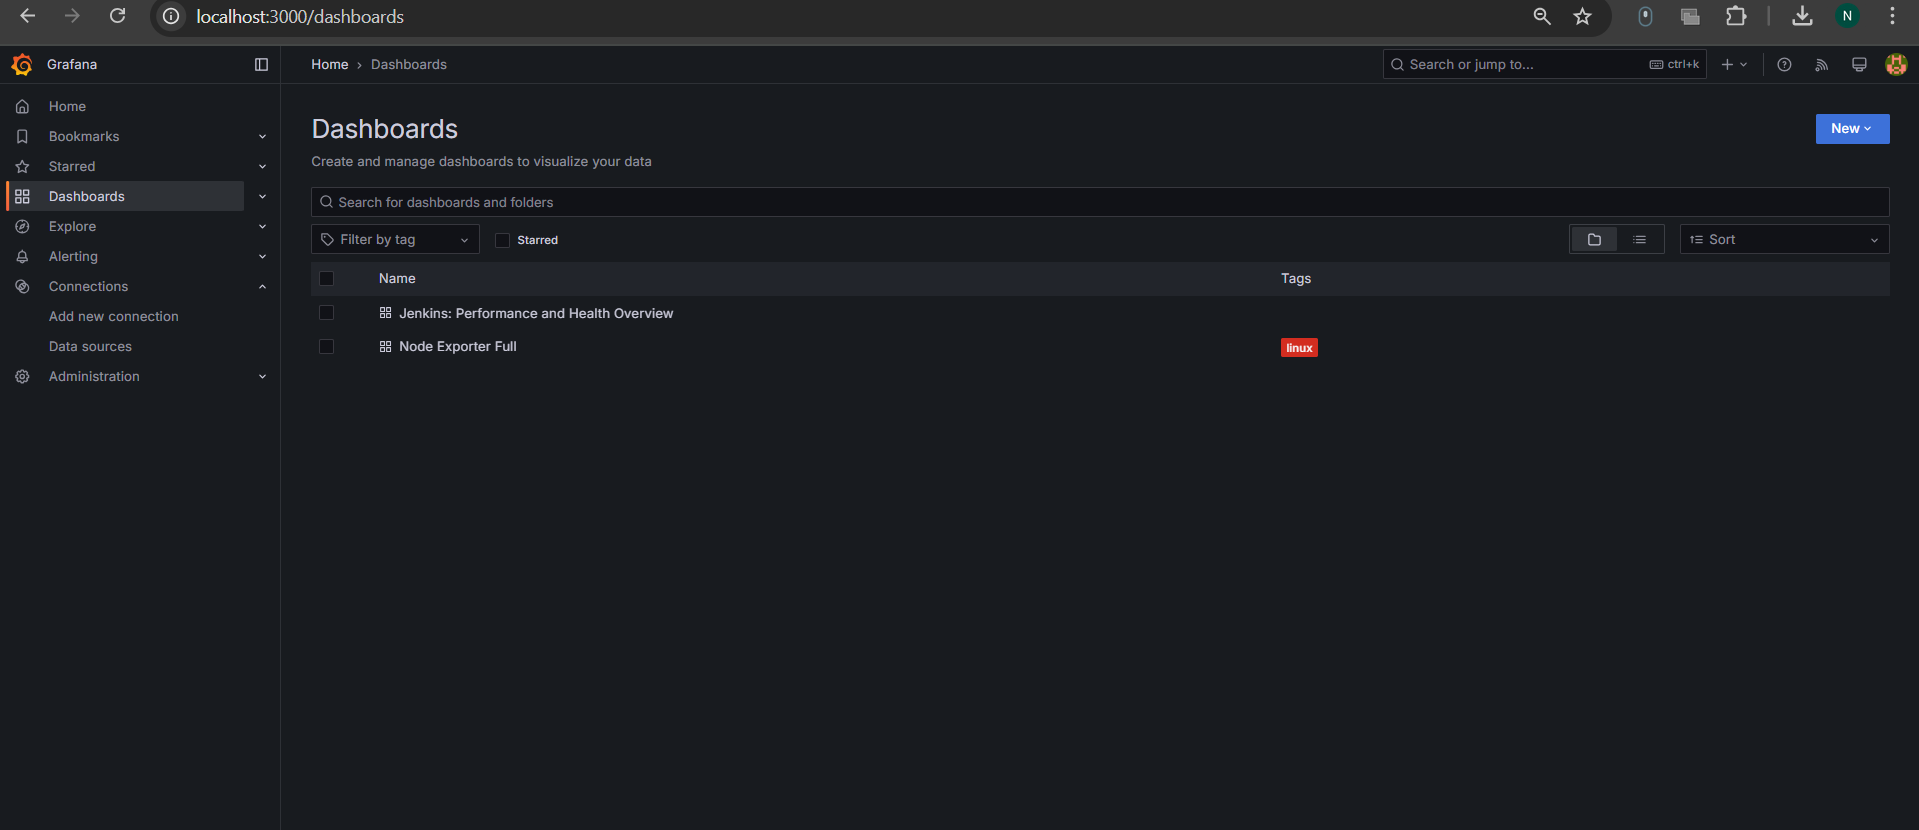 localhost:3000/dashboards
N
Grafana
Home › Dashboards
Search or jump to...
ctrl+k
Home
Bookmarks
Starred
Dashboards
Explore
Alerting
Connections
Add new connection
Data sources
Administration
Dashboards
New
Create and manage dashboards to visualize your data
Search for dashboards and folders
Filter by tag
Starred
Sort
Name
Tags
Jenkins: Performance and Health Overview
Node Exporter Full
linux